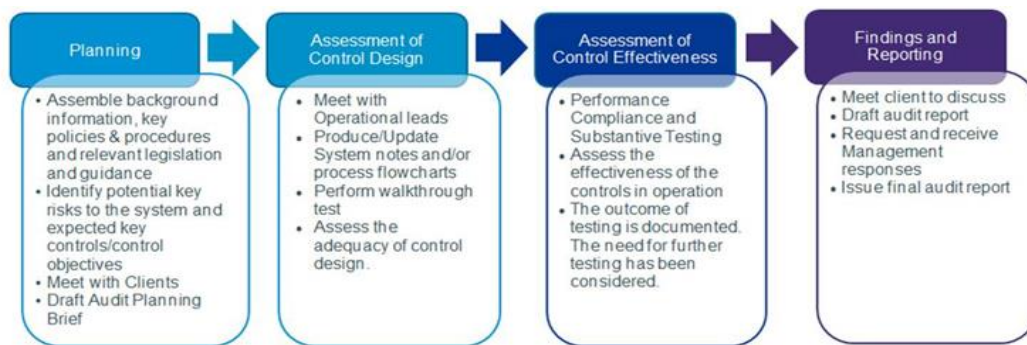 Planning
• Assemble background
information, key
policies & procedures
and relevant legislation
and guidance
• Identify potential key
risks to the system and
expected key
controls/control
objectives
• Meet with Clients
• Draft Audit Planning
Brief
Assessment of
Control Design
• Meet with
Operational leads
• Produce/Update
System notes and/or
process flowcharts
• Perform walkthrough
test
• Assess the
adequacy of control
design.
Assessment of
Control Effectiveness
• Performance
Compliance and
Substantive Testing
• Assess the
effectiveness of the
controls in operation
• The outcome of
testing is documented.
The need for further
testing has been
considered.
Findings and
Reporting
• Meet client to discuss
• Draft audit report
• Request and receive
Management
responses
• Issue final audit report